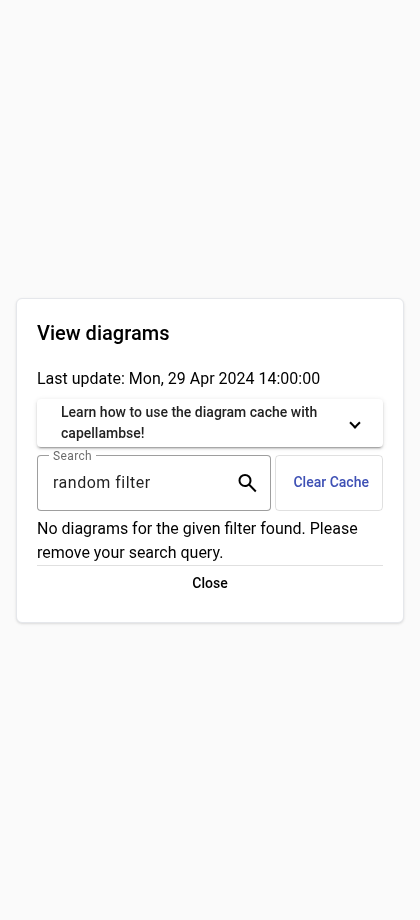 View diagrams
Last update: Mon, 29 Apr 2024 14:00:00
Learn how to use the diagram cache with
capellambse!
Search
random filter
Clear Cache
No diagrams for the given filter found. Please
remove your search query.
Close